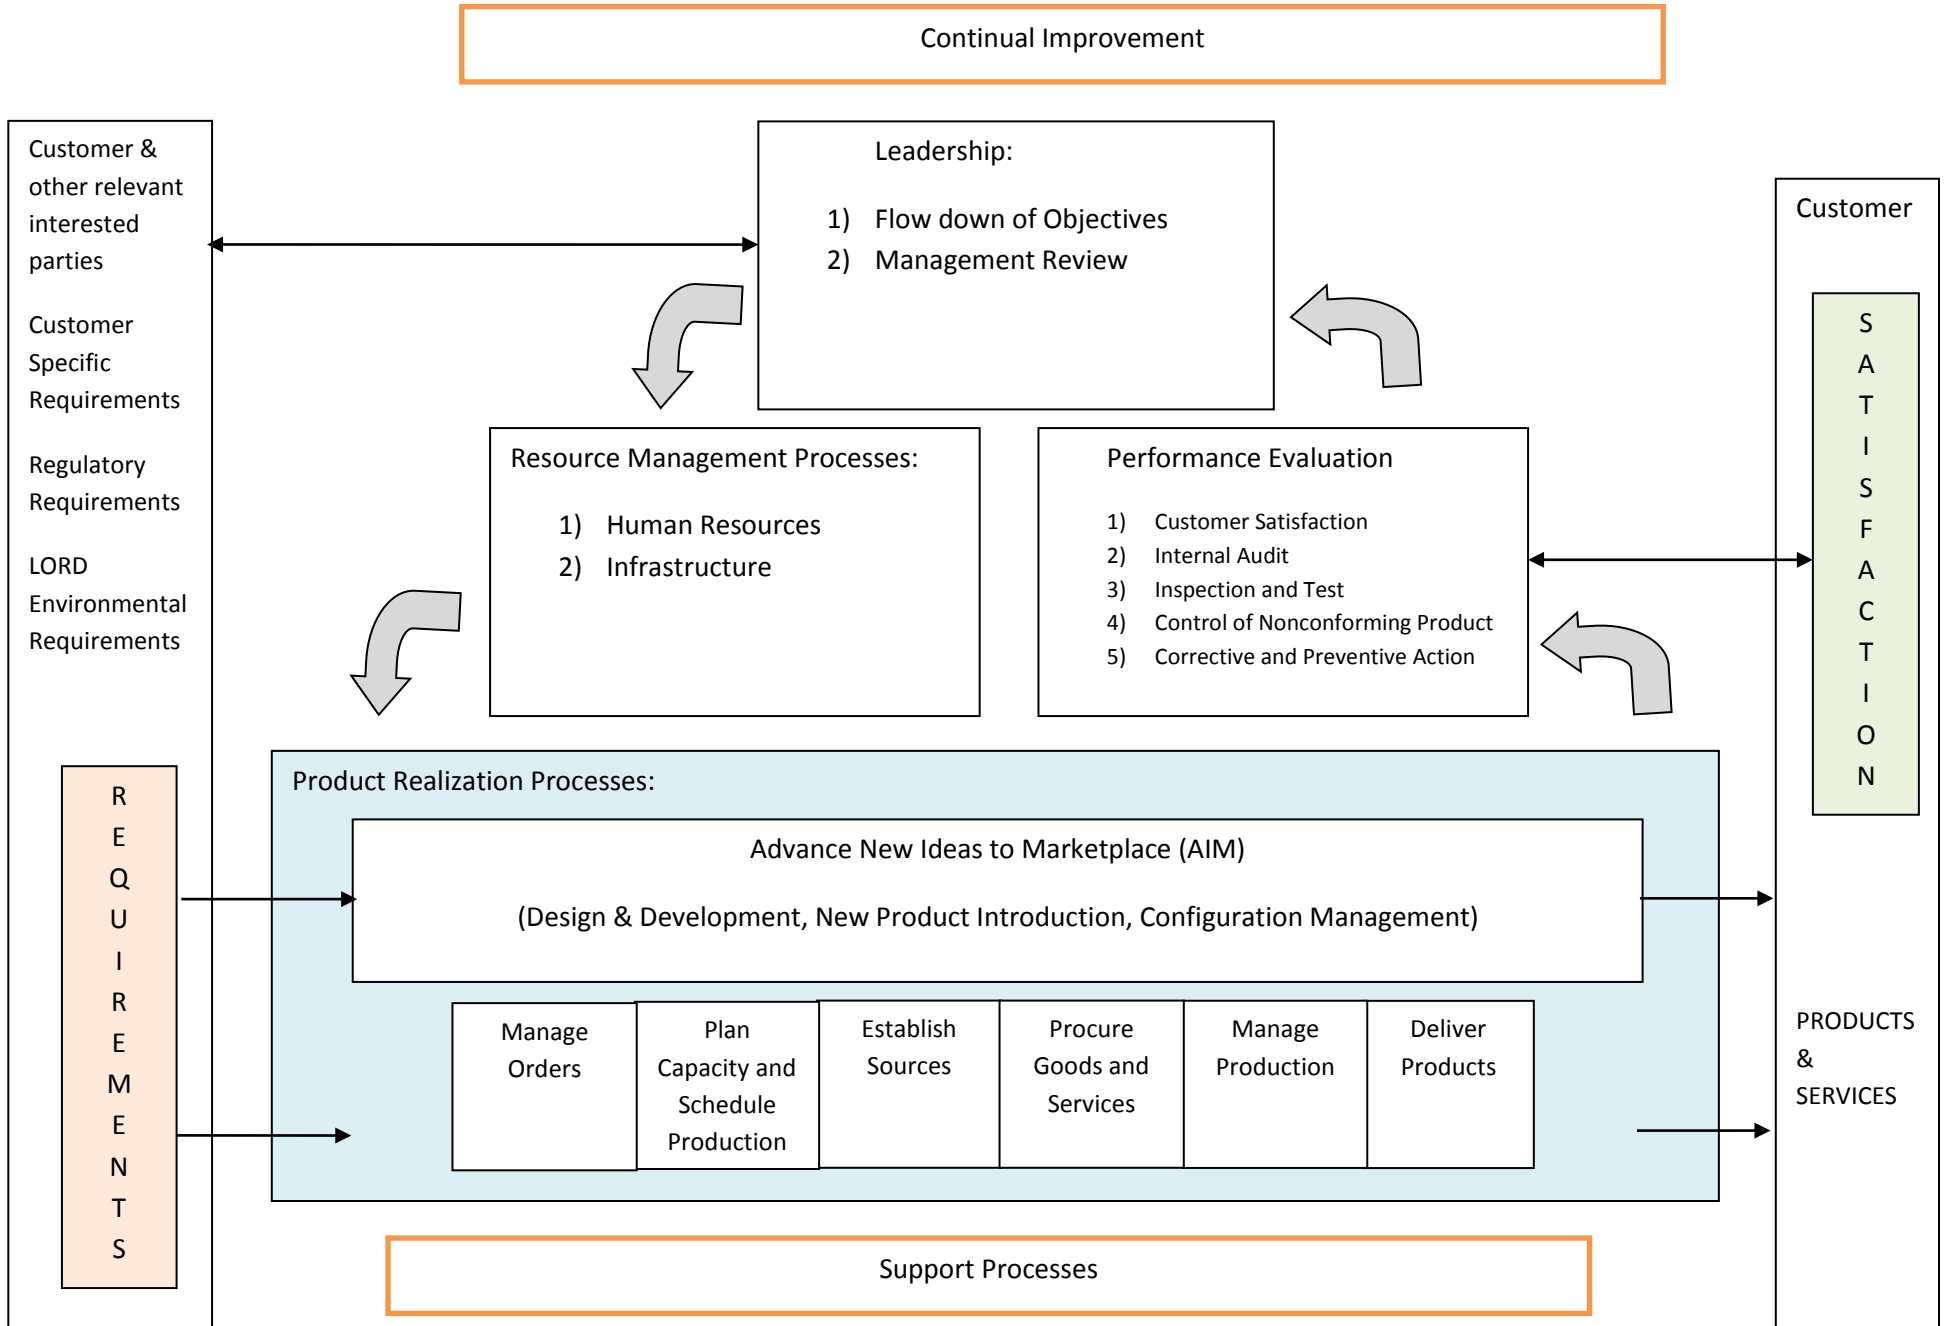 Continual Improvement
Customer &
other relevant
interested
parties
Customer
Specific
Requirements
Regulatory
Requirements
LORD
Environmental
Requirements
REQUIREMENTS
Leadership:
1) Flow down of Objectives
2) Management Review
Resource Management Processes:
1) Human Resources
2) Infrastructure
Performance Evaluation
1) Customer Satisfaction
2) Internal Audit
3) Inspection and Test
4) Control of Nonconforming Product
5) Corrective and Preventive Action
Product Realization Processes:
Advance New Ideas to Marketplace (AIM)
(Design & Development, New Product Introduction, Configuration Management)
Manage
Orders
Plan
Capacity and
Schedule
Production
Establish
Sources
Procure
Goods and
Services
Manage
Production
Deliver
Products
Customer
SATISFACTION
PRODUCTS
&
SERVICES
Support Processes